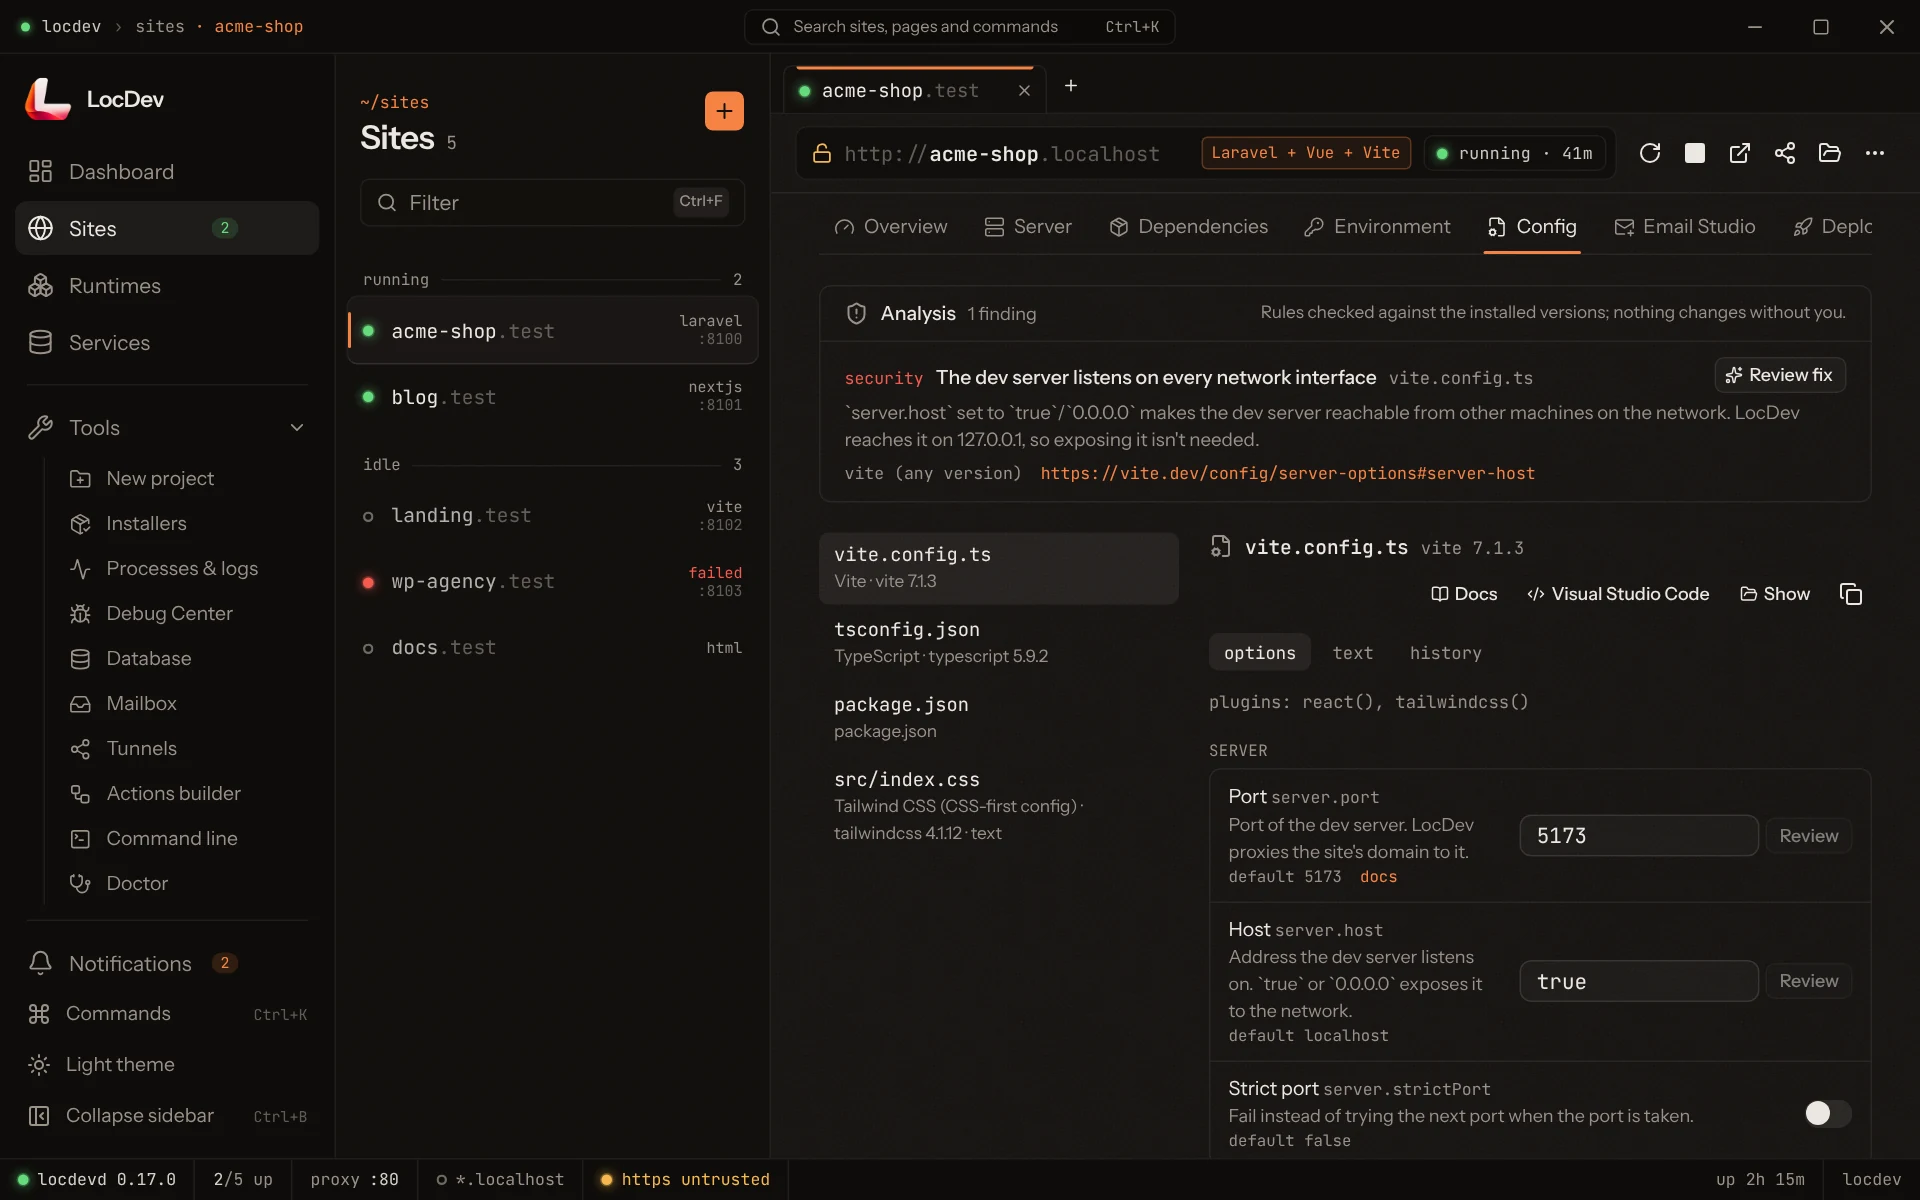 locdev › sites · acme-shop
Search sites, pages and commands Ctrl+K
LocDev
Dashboard
Sites 2
Runtimes
Services
Tools
New project
Installers
Processes & logs
Debug Center
Database
Mailbox
Tunnels
Actions builder
Command line
Doctor
Notifications 2
Commands Ctrl+K
Light theme
Collapse sidebar Ctrl+B
~/sites
Sites 5
Filter Ctrl+F
running 2
acme-shop.test laravel
:8100
blog.test nextjs
:8101
idle 3
landing.test vite
:8102
wp-agency.test failed
:8103
docs.test html
acme-shop.test
http://acme-shop.localhost Laravel + Vue + Vite running · 41m
Overview Server Dependencies Environment Config Email Studio Deplo
Analysis 1 finding Rules checked against the installed versions; nothing changes without you.
security The dev server listens on every network interface vite.config.ts Review fix
`server.host` set to `true`/`0.0.0.0` makes the dev server reachable from other machines on the network. LocDev
reaches it on 127.0.0.1, so exposing it isn't needed.
vite (any version) https://vite.dev/config/server-options#server-host
vite.config.ts
Vite · vite 7.1.3
tsconfig.json
TypeScript · typescript 5.9.2
package.json
package.json
src/index.css
Tailwind CSS (CSS-first config) ·
tailwindcss 4.1.12 · text
vite.config.ts vite 7.1.3
Docs Visual Studio Code Show
options text history
plugins: react(), tailwindcss()
SERVER
Port server.port
Port of the dev server. LocDev
proxies the site's domain to it.
default 5173 docs
5173 Review
Host server.host
Address the dev server listens
on. `true` or `0.0.0.0` exposes it
to the network.
default localhost
true Review
Strict port server.strictPort
Fail instead of trying the next port when the port is taken.
default false
locdevd 0.17.0 2/5 up proxy :80 *.localhost https untrusted up 2h 15m locdev